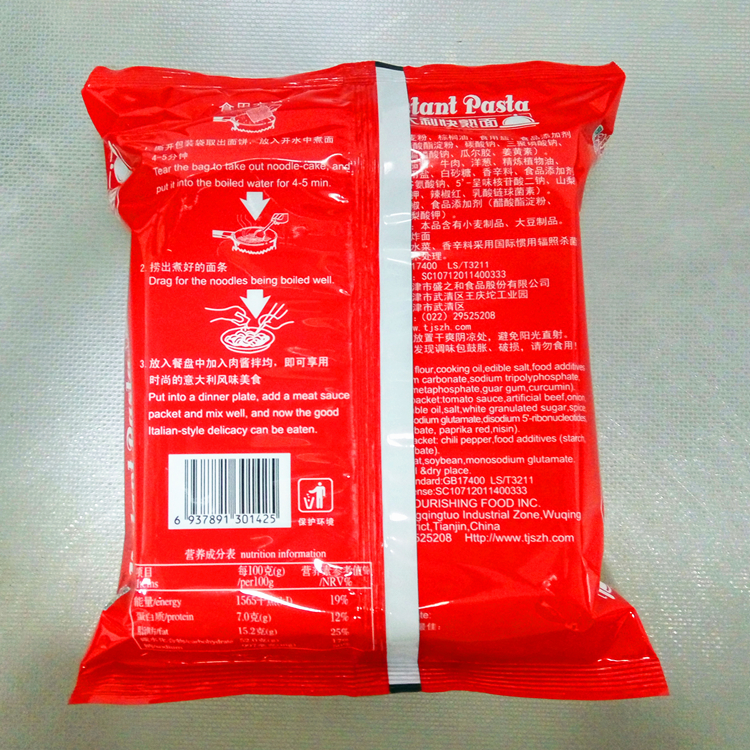 食用方
1. 撕开包装袋取出面饼，放入开水中煮面
4-5分钟
Tear the bag to take out noodle-cake, and
put it into the boiled water for 4-5 min.
2. 捞出煮好的面条
Drag for the noodles being boiled well.
3. 放入餐盘中加入肉酱拌均，即可享用
时尚的意大利风味美食
Put into a dinner plate, add a meat sauce
packet and mix well, and now the good
Italian-style delicacy can be eaten.
6 937891 301425
保护环境
营养成分表 nutrition information
项目 每100克(g) 营养素参考值%
/per100g /NRV%
能量/energy 19%
蛋白质/protein 7.0克(g) 12%
脂肪/fat 15.2克(g) 25%
tant Pasta
大利快熟面
麦粉、棕榈油、食用盐、食品添加剂
酸酯淀粉、碳酸钠、三聚磷酸钠、
酸钠、瓜尔胶、姜黄素)
牛肉、洋葱、精炼植物油、
盐、白砂糖、香辛料、食品添加剂
氨酸钠、5'-呈味核苷酸二钠、山梨
钾、辣椒红、乳酸链球菌素)。
椒、食品添加剂（醋酸酯淀粉、
梨酸钾）。
：本品含有小麦制品、大豆制品。
炸面
水菜、香辛料采用国际惯用辐照杀菌
处理。
17400 LS/T3211
: SC10712011400333
津市盛之和食品股份有限公司
津市武清区王庆坨工业园
津市武清区
: (022) 29525208
w.tjszh.com
放置干爽阴凉处，避免阳光直射。
发现调味包鼓胀、破损，请勿食用！
flour,cooking oil,edible salt,food additives
um carbonate,sodium tripolyphosphate,
metaphosphate,guar gum,curcumin).
packet:tomato sauce,artificial beef,onion,
ble oil,salt,white granulated sugar,spice,
sodium glutamate,disodium 5'-ribonucleotides,
bate, paprika red,nisin).
acket: chili pepper,food additives (starch,
bate).
at,soybean,monosodium glutamate.
l &dry place.
andard:GB17400 LS/T3211
ense:SC10712011400333
OURISHING FOOD INC.
ggingtuo Industrial Zone,Wuqing
rict,Tianjin,China
525208 Http://www.tjszh.com